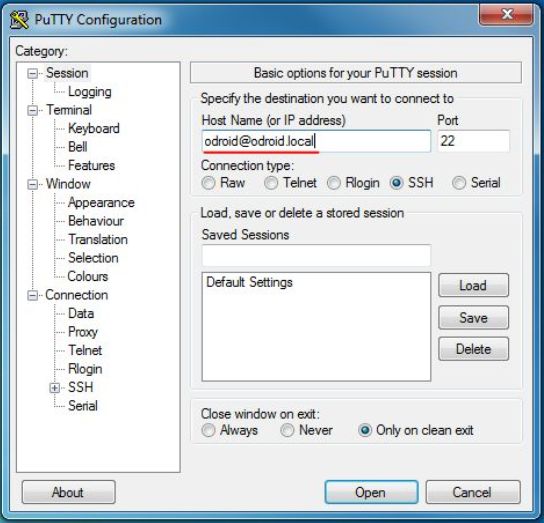 PuTTY Configuration
Category:
Session
Logging
Terminal
Keyboard
Bell
Features
Window
Appearance
Behaviour
Translation
Selection
Colours
Connection
Data
Proxy
Telnet
Rlogin
SSH
Serial
Basic options for your PuTTY session
Specify the destination you want to connect to
Host Name (or IP address) Port
odroid@odroid.local 22
Connection type:
Raw Telnet Rlogin SSH Serial
Load, save or delete a stored session
Saved Sessions
Default Settings
Load
Save
Delete
Close window on exit:
Always Never Only on clean exit
About Open Cancel